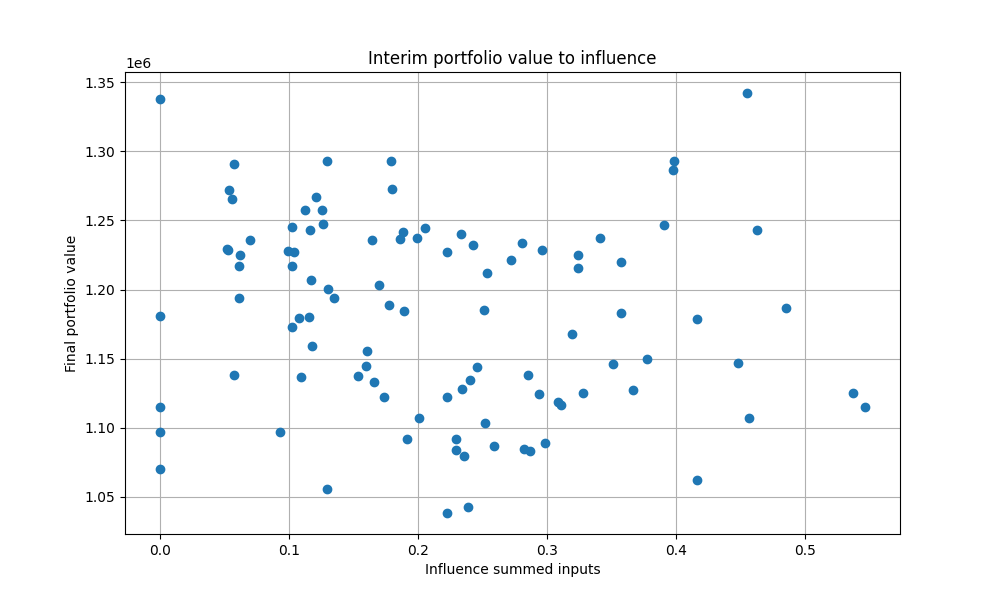 Interim portfolio value to influence
1e6
1.35
1.30
1.25
1.20
1.15
1.10
1.05
Final portfolio value
0.0 0.1 0.2 0.3 0.4 0.5
Influence summed inputs